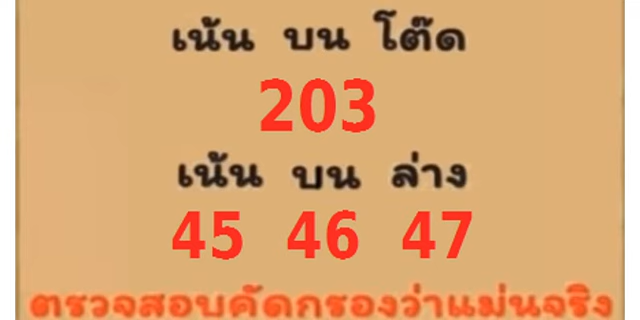 เน้น บน โต๊ด
203
เน้น บน ล่าง
45 46 47
ตรวจสอบคัดกรองว่าแม่นจริง